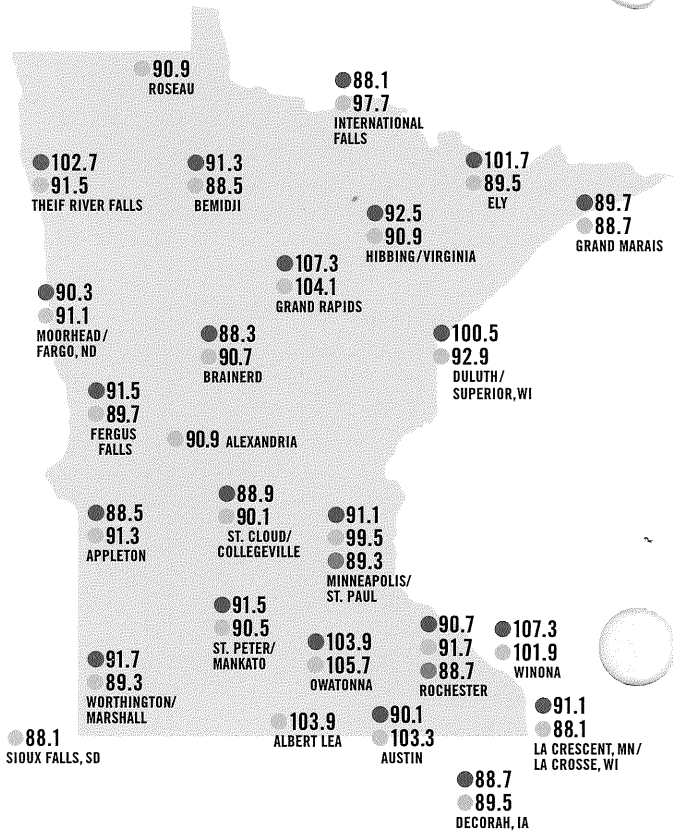 90.9
ROSEAU
88.1
97.7
INTERNATIONAL
FALLS
102.7
91.5
THEIF RIVER FALLS
91.3
88.5
BEMIDJI
101.7
89.5
ELY
89.7
88.7
GRAND MARAIS
92.5
90.9
HIBBING/VIRGINIA
107.3
104.1
GRAND RAPIDS
90.3
91.1
MOORHEAD/
FARGO, ND
88.3
90.7
BRAINERD
100.5
92.9
DULUTH/
SUPERIOR, WI
91.5
89.7
FERGUS
FALLS
90.9 ALEXANDRIA
88.5
91.3
APPLETON
88.9
90.1
ST. CLOUD/
COLLEGEVILLE
91.1
99.5
89.3
MINNEAPOLIS/
ST. PAUL
91.5
90.5
ST. PETER/
MANKATO
103.9
105.7
OWATONNA
90.7
91.7
88.7
ROCHESTER
107.3
101.9
WINONA
91.7
89.3
WORTHINGTON/
MARSHALL
88.1
SIOUX FALLS, SD
103.9
ALBERT LEA
90.1
103.3
AUSTIN
91.1
88.1
LA CRESCENT, MN/
LA CROSSE, WI
88.7
89.5
DECORAH, IA